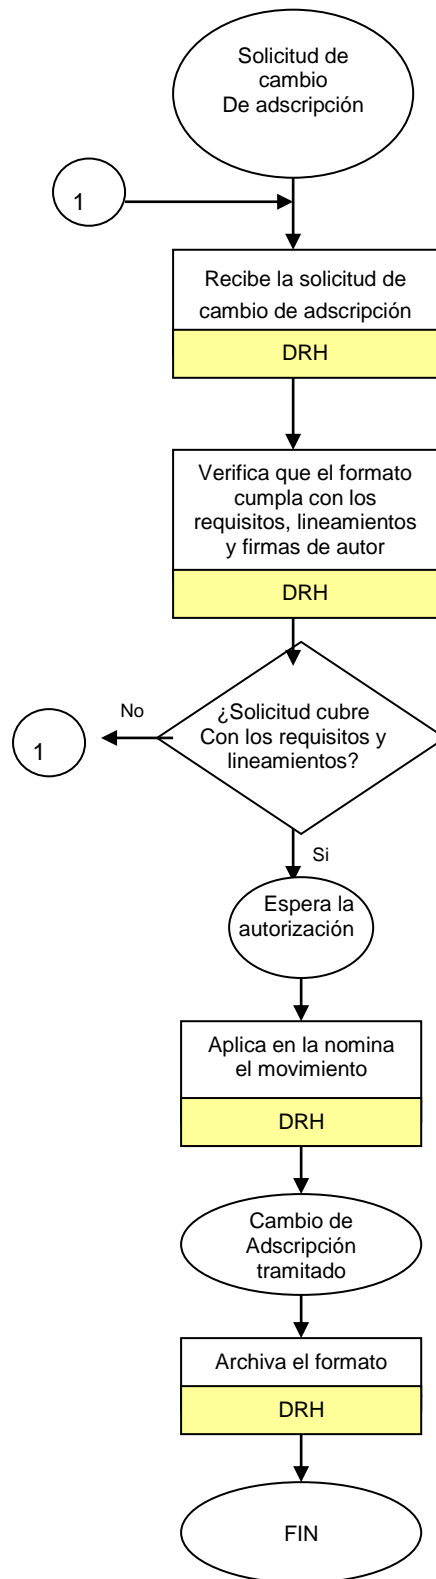 Solicitud de
cambio
De adscripción
1
Recibe la solicitud de
cambio de adscripción
DRH
Verifica que el formato
cumpla con los
requisitos, lineamientos
y firmas de autor
DRH
¿Solicitud cubre
Con los requisitos y
lineamientos?
No
1
Si
Espera la
autorización
Aplica en la nomina
el movimiento
DRH
Cambio de
Adscripción
tramitado
Archiva el formato
DRH
FIN